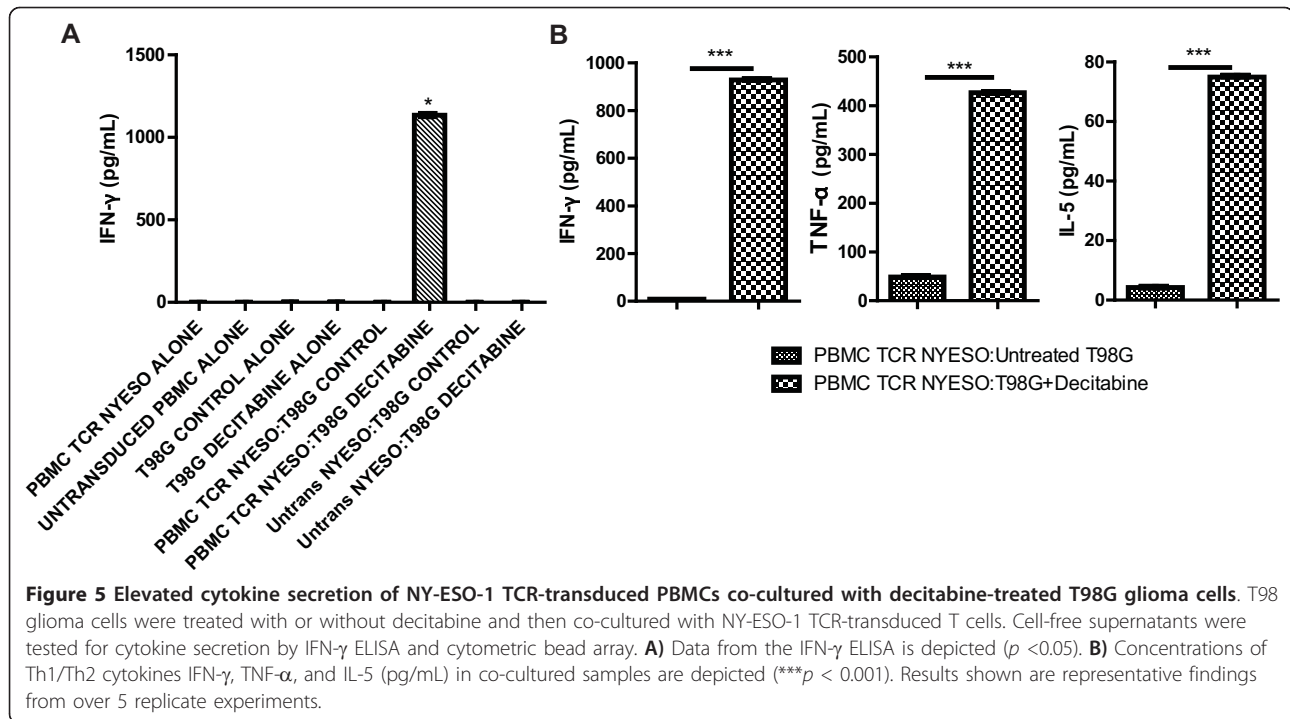 A
1500
1000
500
0
IFN-γ (pg/mL)
*
PBMC TCR NYESO ALONE
UNTRANSDUCED PBMC ALONE
T98G CONTROL ALONE
T98G DECITABINE ALONE
PBMC TCR NYESO:T98G CONTROL
PBMC TCR NYESO:T98G DECITABINE
Untrans NYESO:T98G CONTROL
Untrans NYESO:T98G DECITABINE
B
1000
800
600
400
200
0
IFN-γ (pg/mL)
***
500
400
300
200
100
0
TNF-α (pg/mL)
***
80
60
40
20
0
IL-5 (pg/mL)
***
PBMC TCR NYESO:Untreated T98G
PBMC TCR NYESO:T98G+Decitabine
Figure 5 Elevated cytokine secretion of NY-ESO-1 TCR-transduced PBMCs co-cultured with decitabine-treated T98G glioma cells. T98
glioma cells were treated with or without decitabine and then co-cultured with NY-ESO-1 TCR-transduced T cells. Cell-free supernatants were
tested for cytokine secretion by IFN-γ ELISA and cytometric bead array. A) Data from the IFN-γ ELISA is depicted (p <0.05). B) Concentrations of
Th1/Th2 cytokines IFN-γ, TNF-α, and IL-5 (pg/mL) in co-cultured samples are depicted (***p < 0.001). Results shown are representative findings
from over 5 replicate experiments.